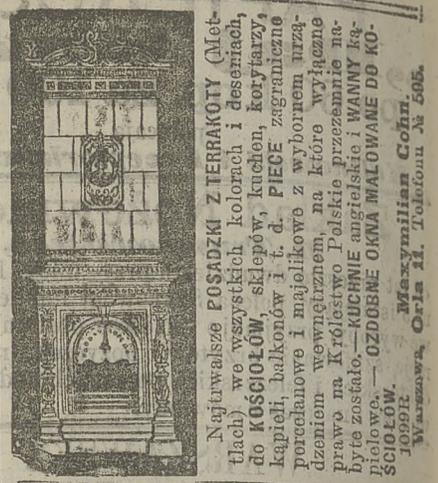 Najtrwalsze POSADZKI Z TERRAKOTY (Met-
tlach) we wszystkich kolorach i deseniach,
do KOŚCIOŁÓW, sklepów, kuchen, korytarzy,
kąpieli, balkonów i t. d. PIECE zagraniczne
porcelanowe i majolikowe z wybornem urzą-
dzeniem wewnętrznem na które wyłączne
prawo na Królestwo Polskie przezemnie na-
byte zostało.—KUCHNIE angielskie i WANNY ką-
pielowe.— OZDOBNE OKNA MALOWANE DO KO-
ŚCIOŁÓW.
Maxymilian Cohn,
1099R Warszawa, Orla 11 Telefonu № 505.